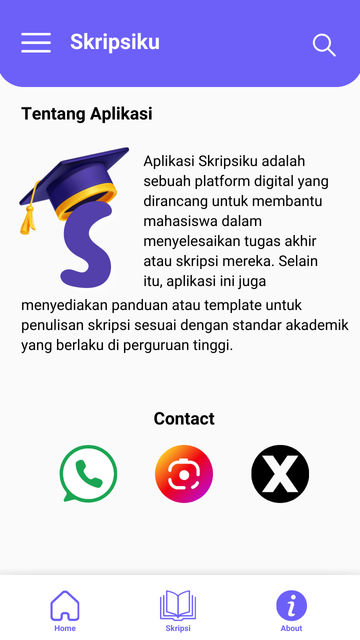 Skripsiku
Tentang Aplikasi
Aplikasi Skripsiku adalah
sebuah platform digital yang
dirancang untuk membantu
mahasiswa dalam
menyelesaikan tugas akhir
atau skripsi mereka. Selain
itu, aplikasi ini juga
menyediakan panduan atau template untuk
penulisan skripsi sesuai dengan standar akademik
yang berlaku di perguruan tinggi.
S
Contact
X
Home
Skripsi
About